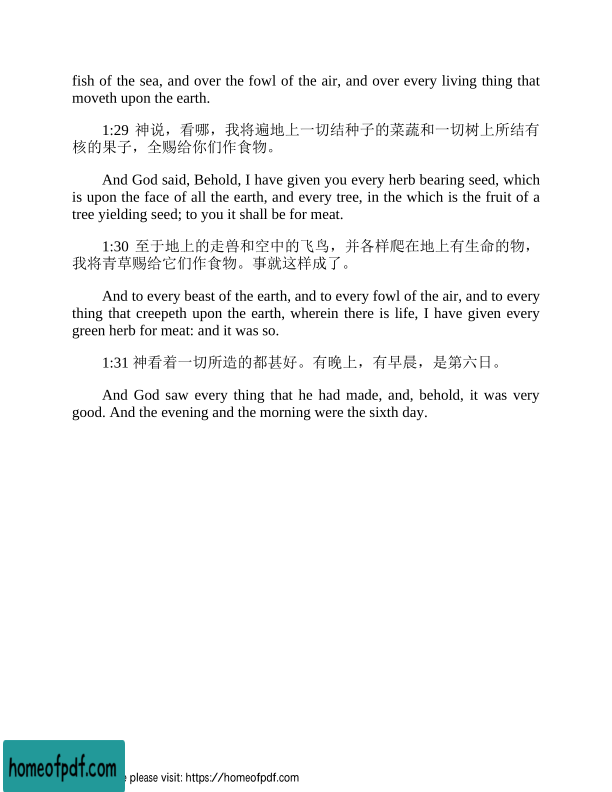 fish of the sea, and over the fowl of the air, and over every living thing that
moveth upon the earth.
1:29 神说，看哪，我将遍地上一切结种子的菜蔬和一切树上所结有
核的果子，全赐给你们作食物。
And God said, Behold, I have given you every herb bearing seed, which
is upon the face of all the earth, and every tree, in the which is the fruit of a
tree yielding seed; to you it shall be for meat.
1:30 至于地上的走兽和空中的飞鸟，并各样爬在地上有生命的物，
我将青草赐给它们作食物。事就这样成了。
And to every beast of the earth, and to every fowl of the air, and to every
thing that creepeth upon the earth, wherein there is life, I have given every
green herb for meat: and it was so.
1:31 神看着一切所造的都甚好。有晚上，有早晨，是第六日。
And God saw every thing that he had made, and, behold, it was very
good. And the evening and the morning were the sixth day.
homeofpdf.com
please visit: https://homeofpdf.com